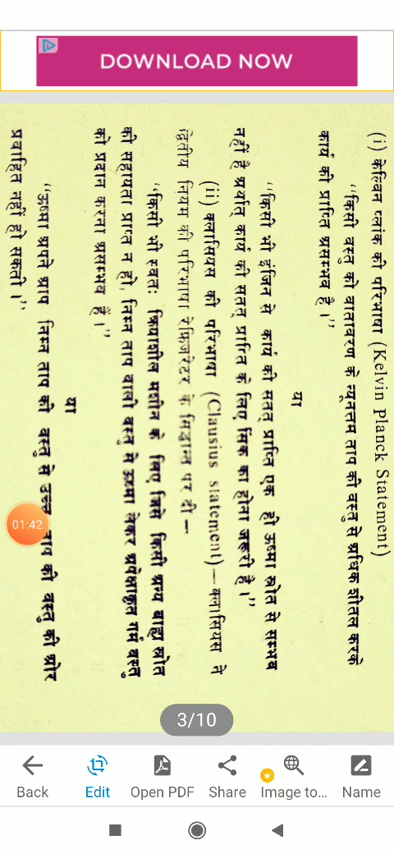 DOWNLOAD NOW
(i) केल्विन प्लांक की परिभाषा (Kelvin Planck Statement)
“किसी वस्तु को वातावरण के न्यूनतम ताप की वस्तु से अधिक शीतल करके
कार्य की प्राप्ति असम्भव है ।”
या
“किसी भी इंजिन से कार्य की सतत् प्राप्ति एक ही ऊष्मा स्रोत से सम्भव
नहीं है अर्थात् कार्य की सतत् प्राप्ति के लिए सिंक का होना जरूरी है ।”
(ii) क्लासियस की परिभाषा (Clausius statement)—क्लासियस ने
द्वितीय नियम की परिभाषा रेफ्रिजरेटर के सिद्धान्त पर दी—
“किसी भी स्वतः क्रियाशील मशीन के लिए जिसे किसी अन्य बाह्य स्रोत
की सहायता प्राप्त न हो, निम्न ताप वाली वस्तु से ऊष्मा लेकर अपेक्षाकृत गर्म वस्तु
को प्रदान करना असम्भव है ।”
या
“ऊष्मा अपने आप निम्न ताप की वस्तु से उच्च ताप की वस्तु की ओर
प्रवाहित नहीं हो सकती ।”
01:42
3/10
Back Edit Open PDF Share Image to... Name